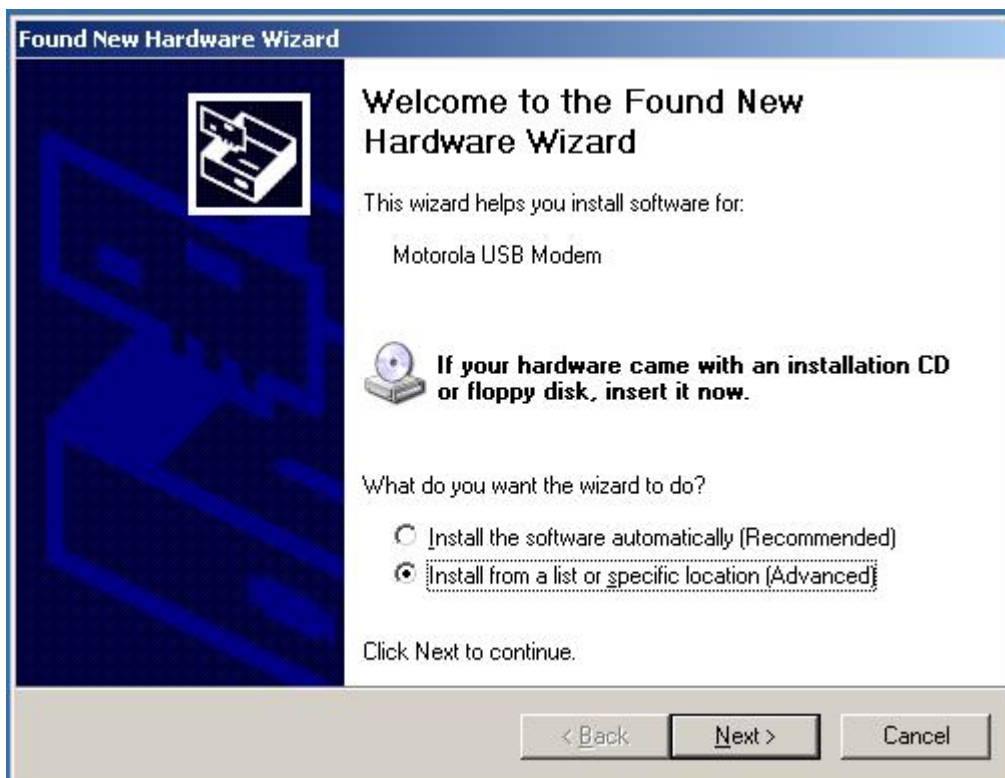 Found New Hardware Wizard
Welcome to the Found New
Hardware Wizard
This wizard helps you install software for:
Motorola USB Modem
If your hardware came with an installation CD
or floppy disk, insert it now.
What do you want the wizard to do?
Install the software automatically (Recommended)
Install from a list or specific location (Advanced)
Click Next to continue.
< Back
Next >
Cancel